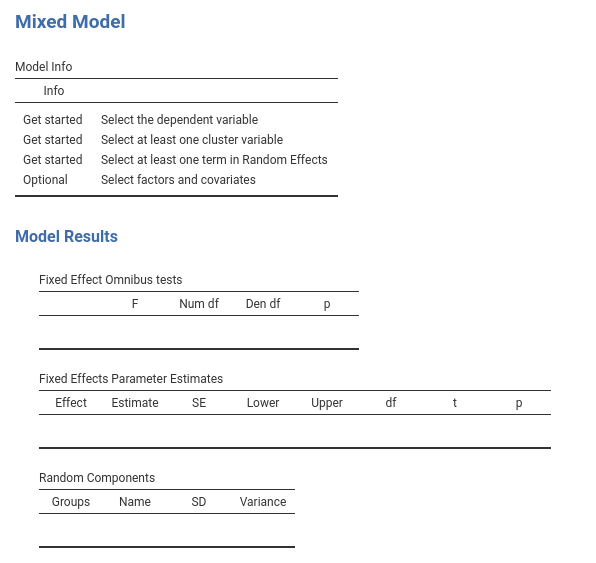 Mixed Model
Model Info
Info
Get started Select the dependent variable
Get started Select at least one cluster variable
Get started Select at least one term in Random Effects
Optional Select factors and covariates
Model Results
Fixed Effect Omnibus tests
F Num df Den df p
Fixed Effects Parameter Estimates
Effect Estimate SE Lower Upper df t p
Random Components
Groups Name SD Variance